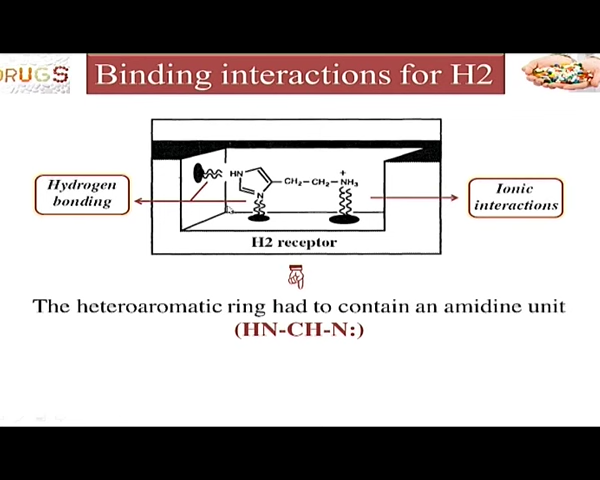 DRUGS
Binding interactions for H2
Hydrogen
bonding
HN
N
CH₂–CH₂–NH₃
+
Ionic
interactions
H2 receptor
The heteroaromatic ring had to contain an amidine unit
(HN-CH-N:)